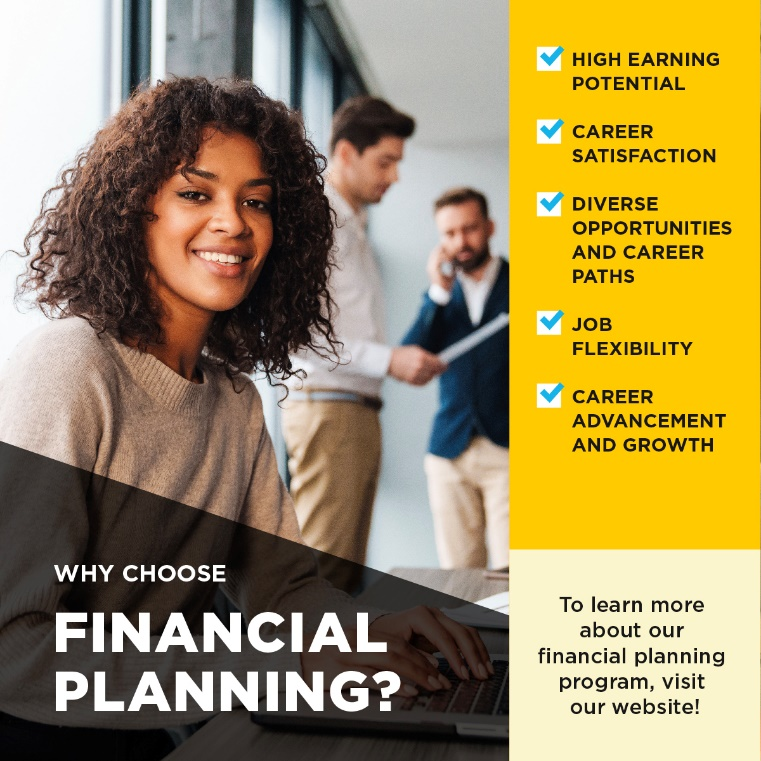 HIGH EARNING
POTENTIAL
CAREER
SATISFACTION
DIVERSE
OPPORTUNITIES
AND CAREER
PATHS
JOB
FLEXIBILITY
CAREER
ADVANCEMENT
AND GROWTH
WHY CHOOSE
FINANCIAL
PLANNING?
To learn more
about our
financial planning
program, visit
our website!